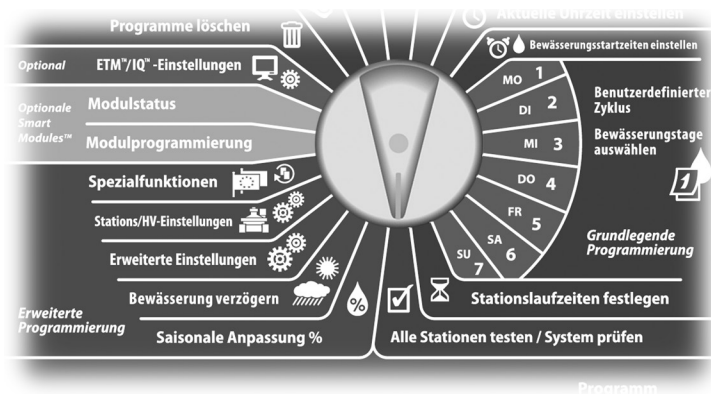 Aktuelle Uhrzeit einstellen
Programme löschen
Bewässerungsstartzeiten einstellen
Optional
ETM™/IQ™ -Einstellungen
MO 1
DI 2
MI 3
DO 4
FR 5
SA 6
SU 7
Benutzerdefinierter
Zyklus
Bewässerungstage
auswählen
1
Optionale
Smart
Modules™
Modulstatus
Modulprogrammierung
Spezialfunktionen
Stations/HV-Einstellungen
Erweiterte Einstellungen
Grundlegende
Programmierung
Bewässerung verzögern
%
Stationslaufzeiten festlegen
Erweiterte
Programmierung
Saisonale Anpassung %
Alle Stationen testen / System prüfen
Programm